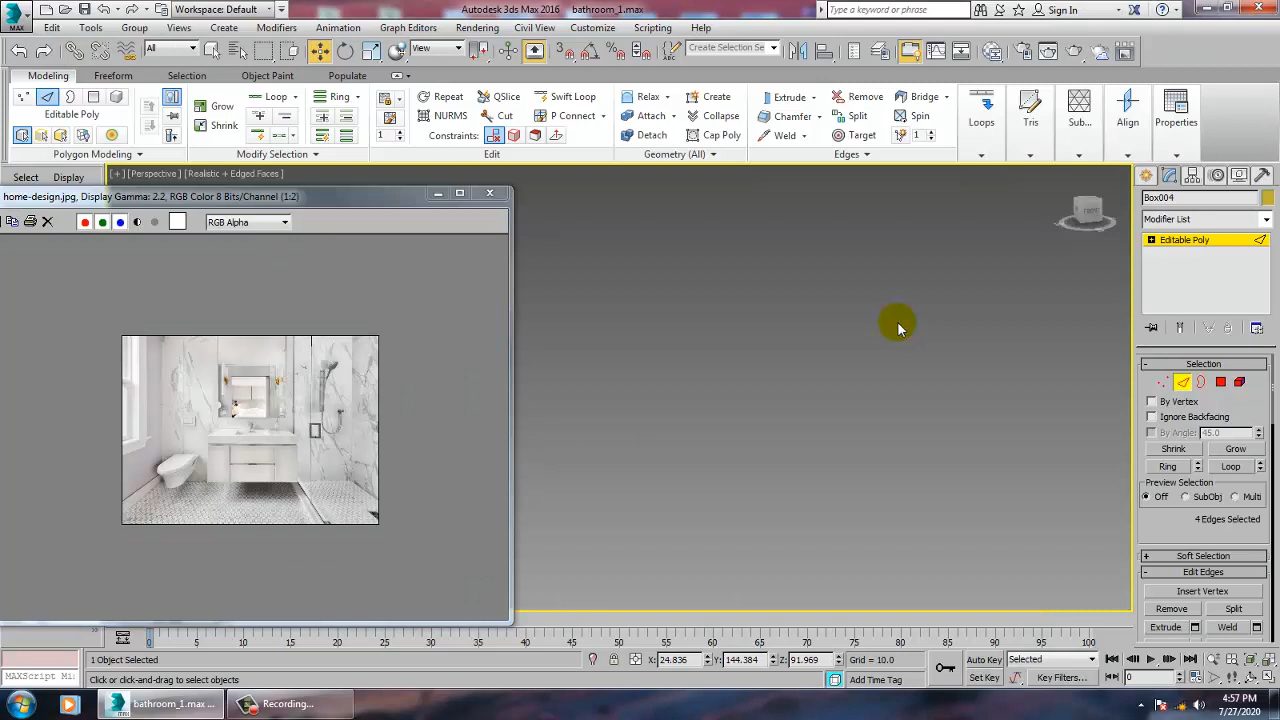 Workspace: Default
Autodesk 3ds Max 2016 bathroom_1.max
Type a keyword or phrase
Sign In
MAX
Edit Tools Group Views Create Modifiers Animation Graph Editors Rendering Civil View Customize Scripting Help
All
View
Create Selection Se
Modeling Freeform Selection Object Paint Populate
Editable Poly
Polygon Modeling
Grow
Shrink
Loop
Ring
Modify Selection
1
Repeat QSlice Swift Loop
NURMS Cut P Connect
Constraints:
Edit
Relax Create
Attach Collapse
Detach Cap Poly
Geometry (All)
Extrude Remove Bridge
Chamfer Split Spin
Weld Target 1
Edges
Loops
Tris
Sub...
Align
Properties
Select Display
[+] [Perspective] [Realistic + Edged Faces]
home-design.jpg, Display Gamma: 2.2, RGB Color 8 Bits/Channel (1:2)
RGB Alpha
FRONT
Box004
Modifier List
Editable Poly
Selection
By Vertex
Ignore Backfacing
By Angle: 45.0
Shrink Grow
Ring Loop
Preview Selection
Off SubObj Multi
4 Edges Selected
Soft Selection
Edit Edges
Insert Vertex
Remove Split
Extrude Weld
0 5 10 15 20 25 30 35 40 45 50 55 60 65 70 75 80 85 90 95 100
1 Object Selected
X: 24.836 Y: 144.384 Z: 91.969 Grid = 10.0
Auto Key Selected
MAXScript Mi
Click or click-and-drag to select objects
Add Time Tag
Set Key Key Filters...
0
bathroom_1.max ...
Recording...
4:57 PM
7/27/2020